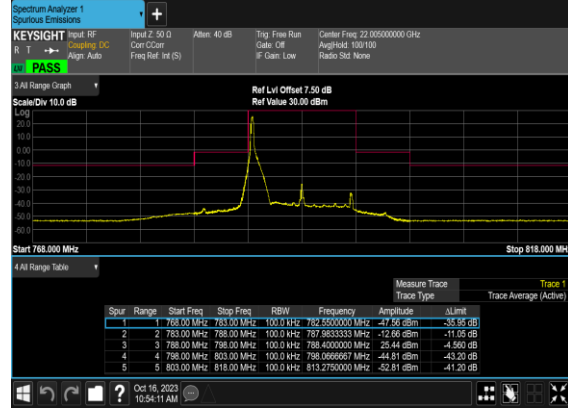 Spectrum Analyzer 1
Spurious Emissions
KEYSIGHT Input: RF Input Z: 50 Ω Atten: 40 dB Trig: Free Run Center Freq: 22.005000000 GHz
R T Coupling: DC Corr CCorr Gate: Off Avg|Hold: 100/100
Align: Auto Freq Ref: Int (S) IF Gain: Low Radio Std: None
PASS
3 All Range Graph
Ref Lvl Offset 7.50 dB
Scale/Div 10.0 dB Ref Value 30.00 dBm
Log
20.0
10.0
0.00
-10.0
-20.0
-30.0
-40.0
-50.0
-60.0
Start 768.000 MHz Stop 818.000 MH
4 All Range Table
Measure Trace Trace 1
Trace Type Trace Average (Active)
Spur Range Start Freq Stop Freq RBW Frequency Amplitude ΔLimit
1 1 768.00 MHz 783.00 MHz 100.0 kHz 782.5500000 MHz -47.56 dBm -35.95 dB
2 2 783.00 MHz 788.00 MHz 100.0 kHz 787.9833333 MHz -12.66 dBm -11.05 dB
3 3 788.00 MHz 798.00 MHz 100.0 kHz 788.4000000 MHz 25.44 dBm -4.560 dB
4 4 798.00 MHz 803.00 MHz 100.0 kHz 798.0666667 MHz -44.81 dBm -43.20 dB
5 5 803.00 MHz 818.00 MHz 100.0 kHz 813.2750000 MHz -52.81 dBm -41.20 dB
Oct 16, 2023
10:54:11 AM